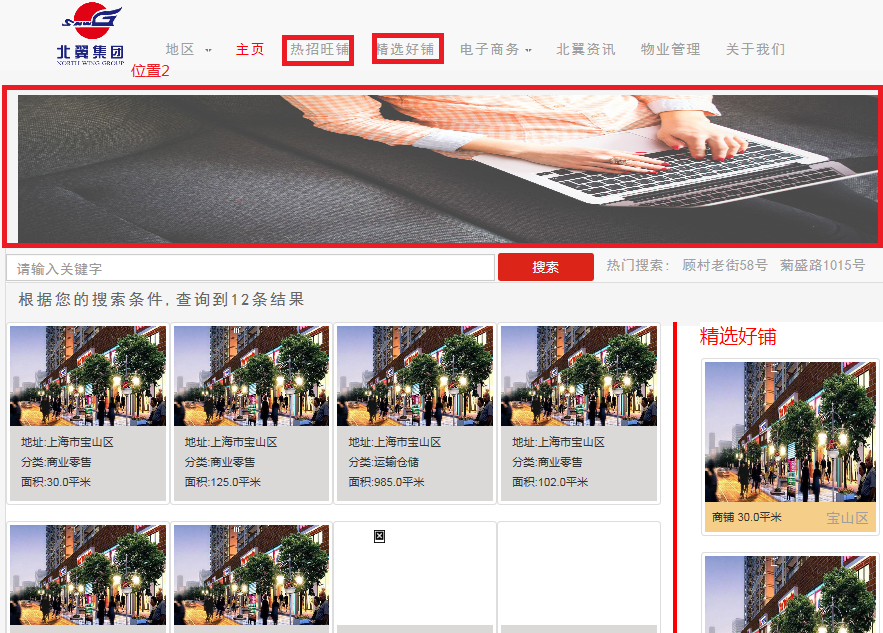 SNWG
北翼集团
NORTH WING GROUP
地区 主页 热招旺铺 精选好铺 电子商务 北翼资讯 物业管理 关于我们
位置2
请输入关键字 搜索 热门搜索： 顾村老街58号 菊盛路1015号
根据您的搜索条件,查询到12条结果
精选好铺
地址:上海市宝山区
分类:商业零售
面积:30.0平米
地址:上海市宝山区
分类:商业零售
面积:125.0平米
地址:上海市宝山区
分类:运输仓储
面积:985.0平米
地址:上海市宝山区
分类:商业零售
面积:102.0平米
商铺 30.0平米 宝山区